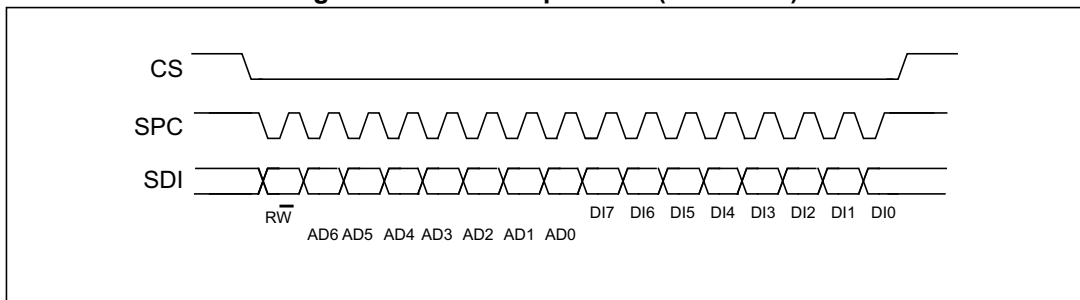 CS
SPC
SDI
RW
DI7 DI6 DI5 DI4 DI3 DI2 DI1 DI0
AD6 AD5 AD4 AD3 AD2 AD1 AD0